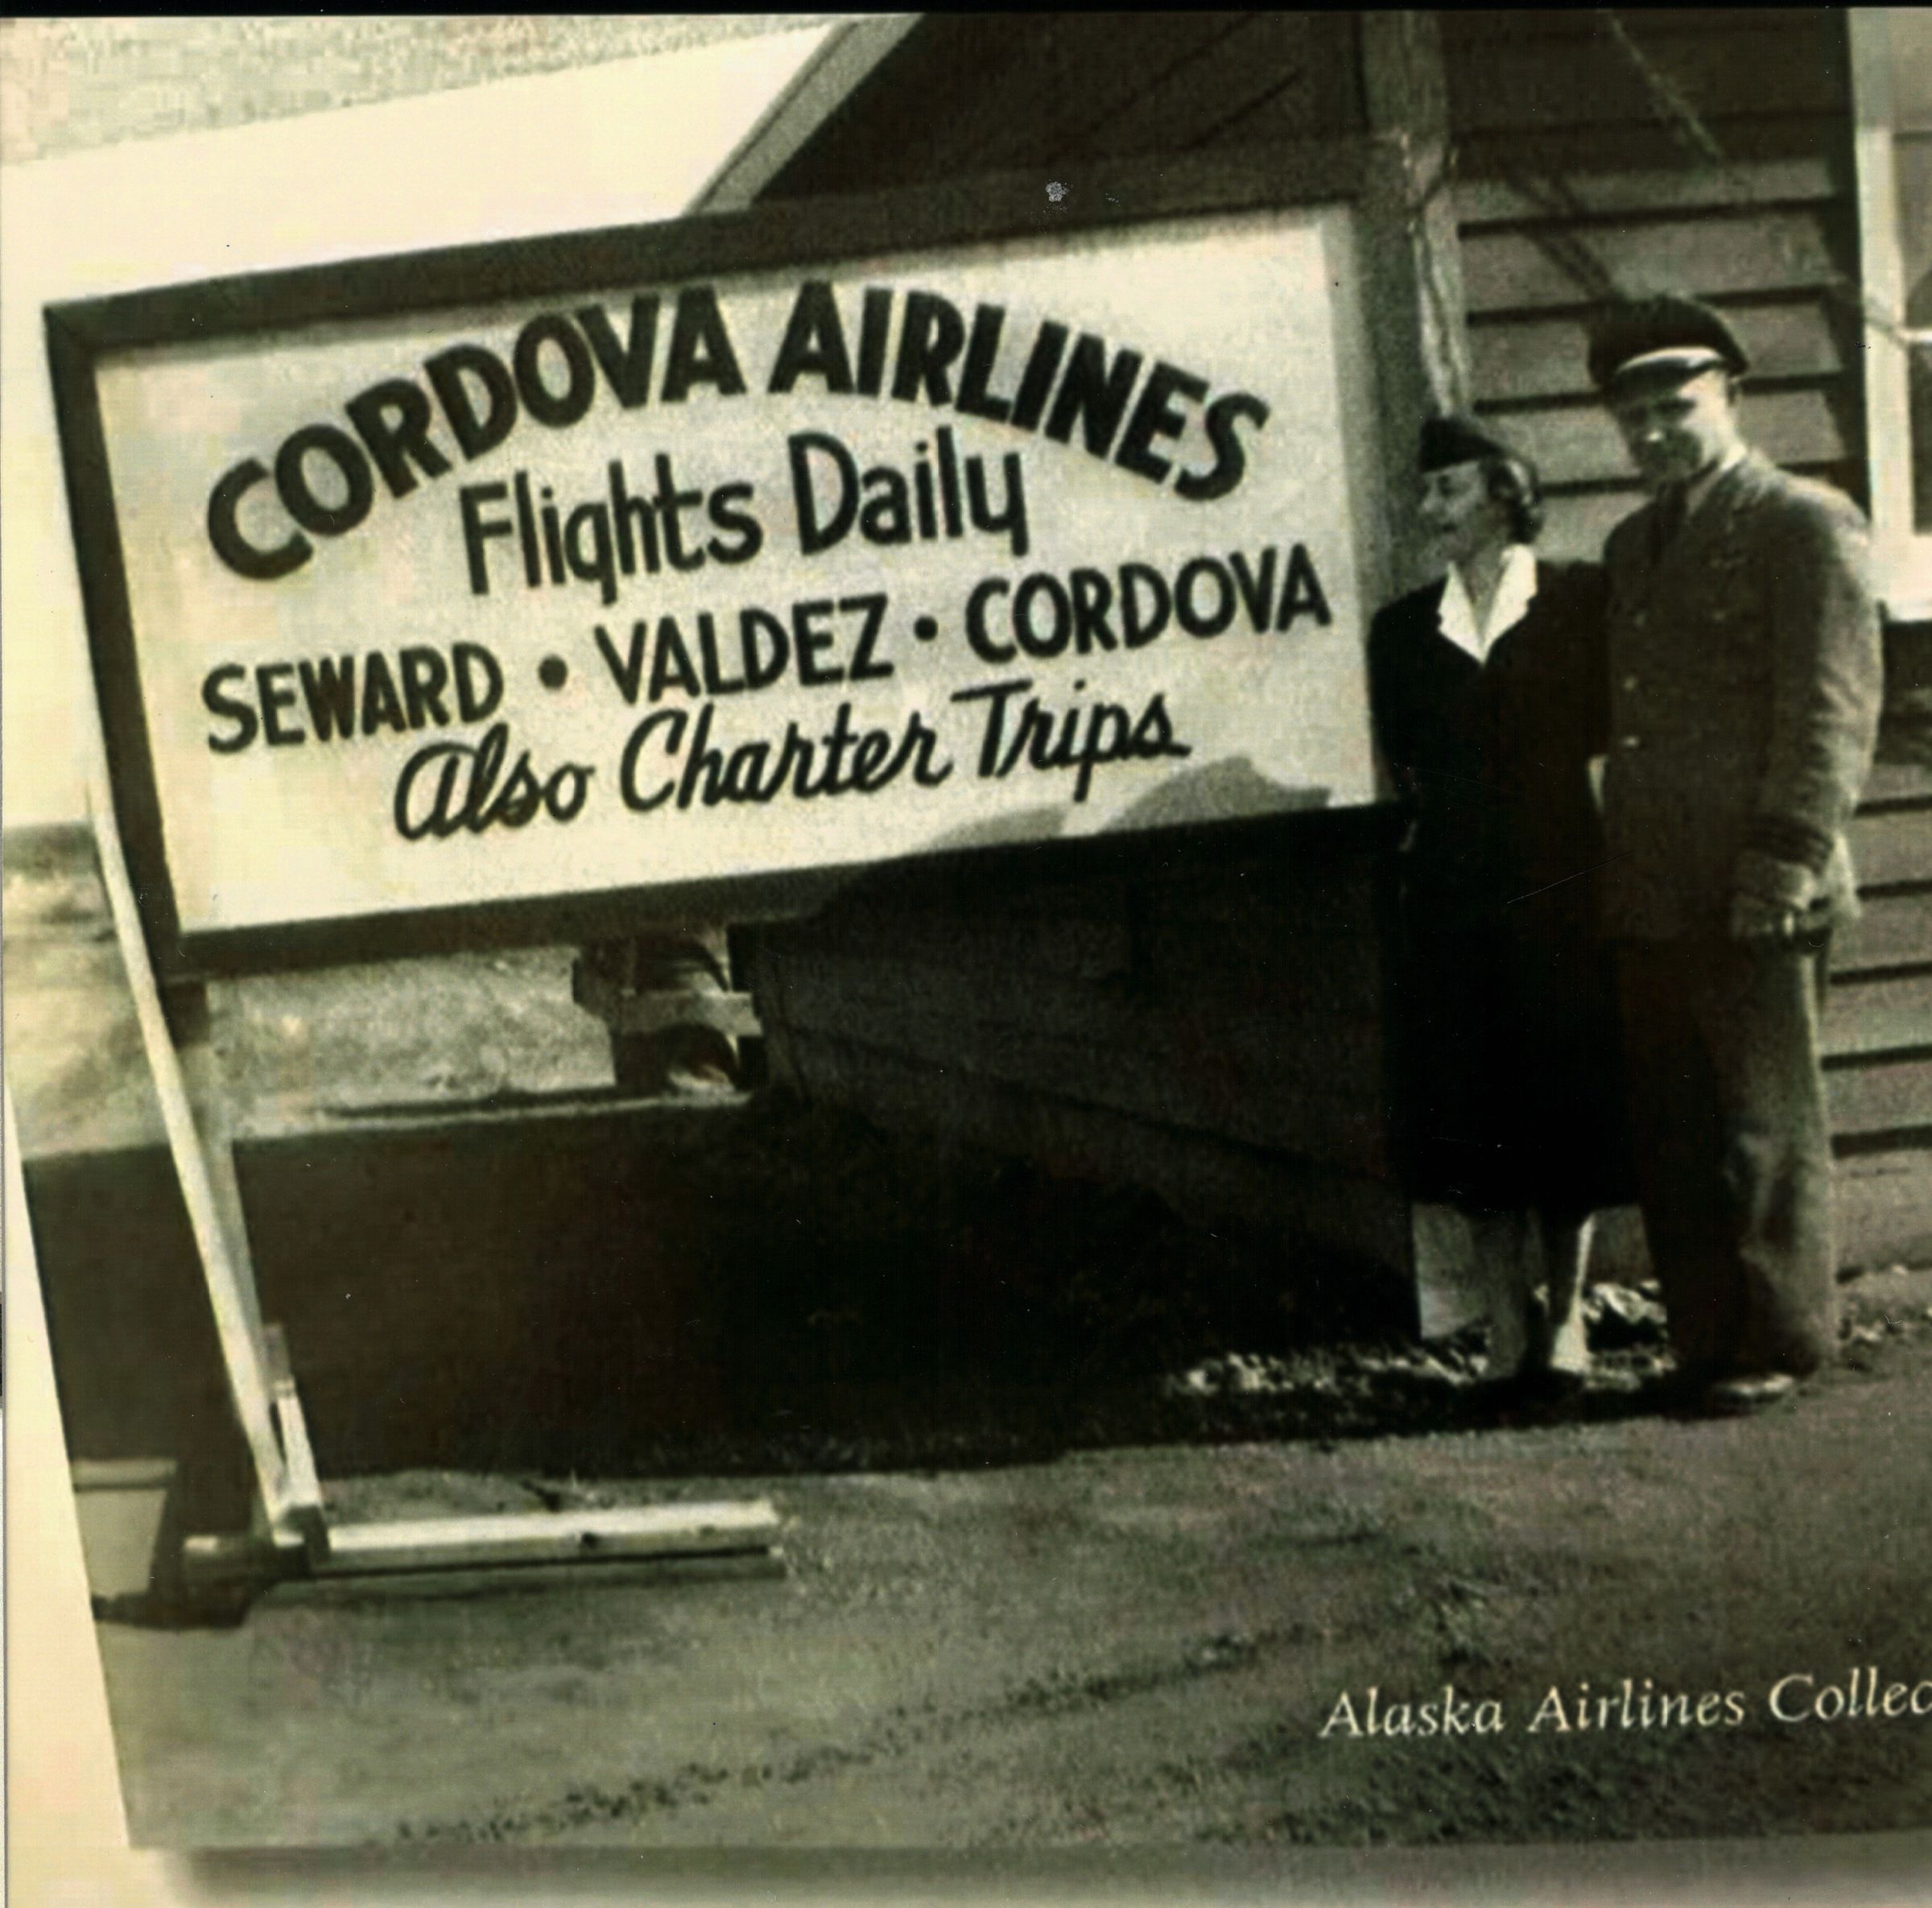 CORDOVA AIRLINES
Flights Daily
SEWARD • VALDEZ • CORDOVA
Also Charter Trips
Alaska Airlines Collec